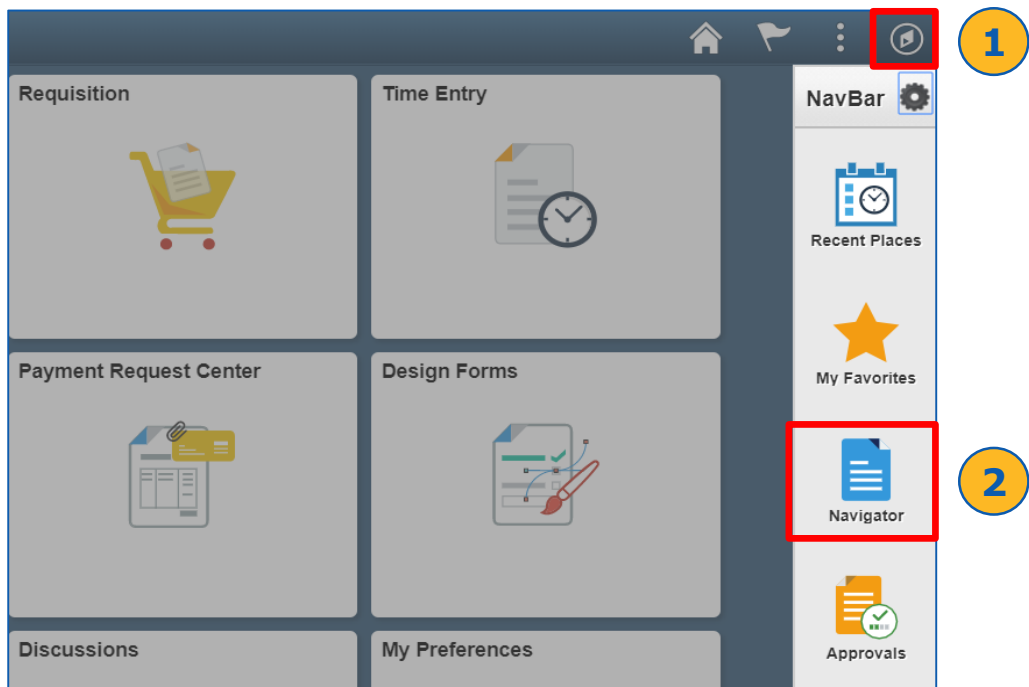 1
Requisition
Time Entry
NavBar
Recent Places
Payment Request Center
Design Forms
My Favorites
Navigator
2
Discussions
My Preferences
Approvals